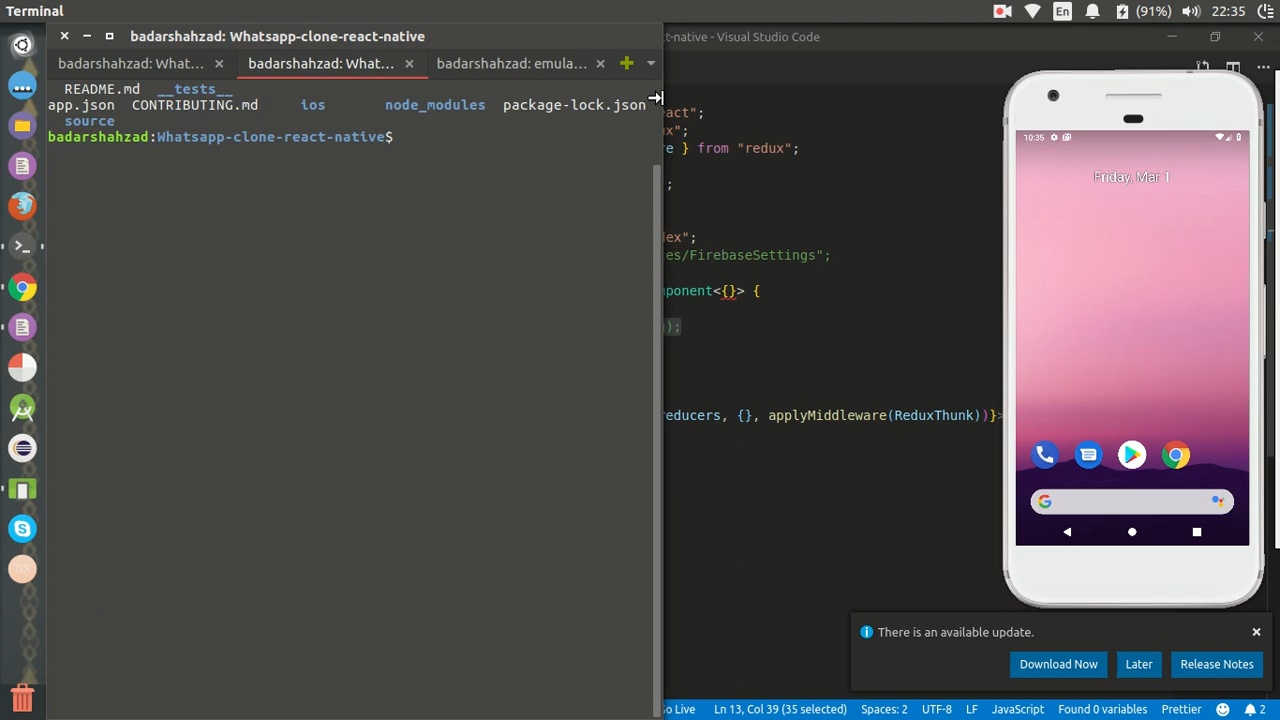 Terminal
En
(91%)
22:35
badarshahzad: Whatsapp-clone-react-native
-native - Visual Studio Code
badarshahzad: What...
badarshahzad: What...
badarshahzad: emula...
README.md __tests__
app.json CONTRIBUTING.md ios node_modules package-lock.json
source
badarshahzad:Whatsapp-clone-react-native$
act";
x";
re } from "redux";
;
dex";
es/FirebaseSettings";
mponent<{}> {
);
reducers, {}, applyMiddleware(ReduxThunk))}>
10:35
Friday, Mar 1
There is an available update.
Download Now
Later
Release Notes
o Live
Ln 13, Col 39 (35 selected)
Spaces: 2
UTF-8
LF
JavaScript
Found 0 variables
Prettier
2